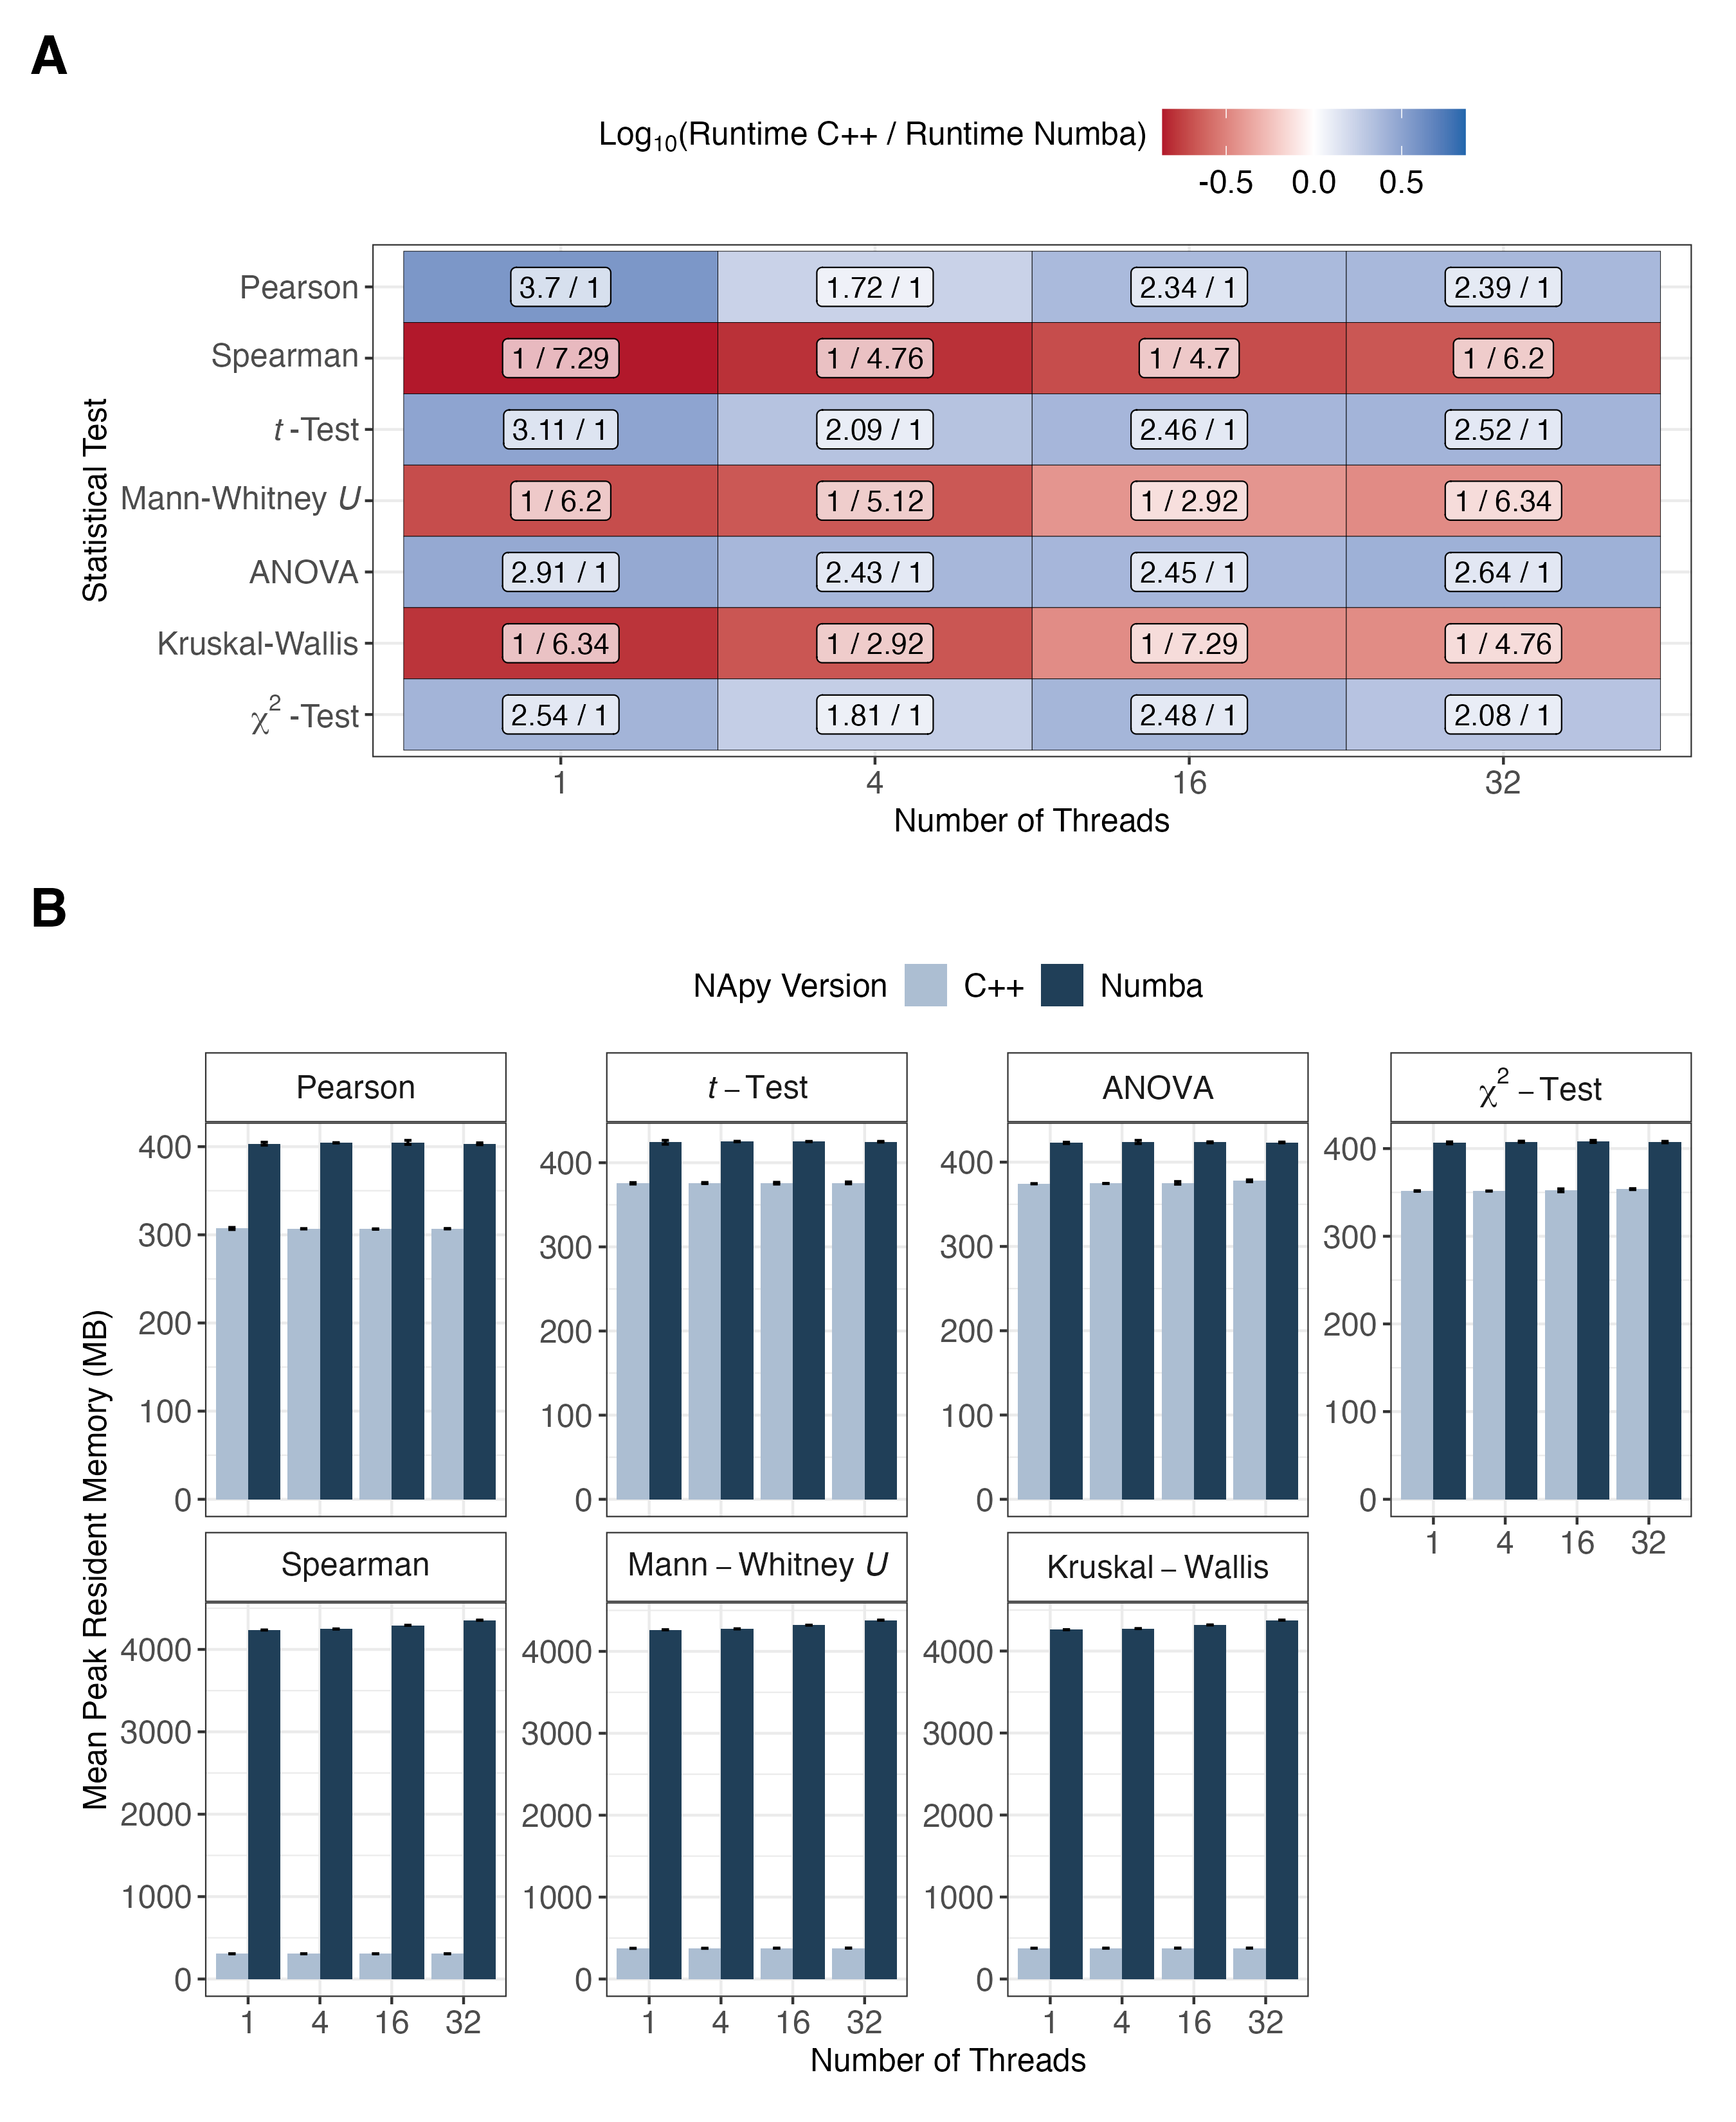 A
Log10(Runtime C++ / Runtime Numba)
-0.5 0.0 0.5
Statistical Test
Pearson 3.7 / 1 1.72 / 1 2.34 / 1 2.39 / 1
Spearman 1 / 7.29 1 / 4.76 1 / 4.7 1 / 6.2
t -Test 3.11 / 1 2.09 / 1 2.46 / 1 2.52 / 1
Mann-Whitney U 1 / 6.2 1 / 5.12 1 / 2.92 1 / 6.34
ANOVA 2.91 / 1 2.43 / 1 2.45 / 1 2.64 / 1
Kruskal-Wallis 1 / 6.34 1 / 2.92 1 / 7.29 1 / 4.76
χ² -Test 2.54 / 1 1.81 / 1 2.48 / 1 2.08 / 1
1 4 16 32
Number of Threads
B
NApy Version C++ Numba
Mean Peak Resident Memory (MB)
Pearson t – Test ANOVA χ² – Test
400 400 400 400
300 300 300 300
200 200 200 200
100 100 100 100
0 0 0 0
1 4 16 32
Spearman Mann – Whitney U Kruskal – Wallis
4000 4000 4000
3000 3000 3000
2000 2000 2000
1000 1000 1000
0 0 0
1 4 16 32 1 4 16 32 1 4 16 32
Number of Threads